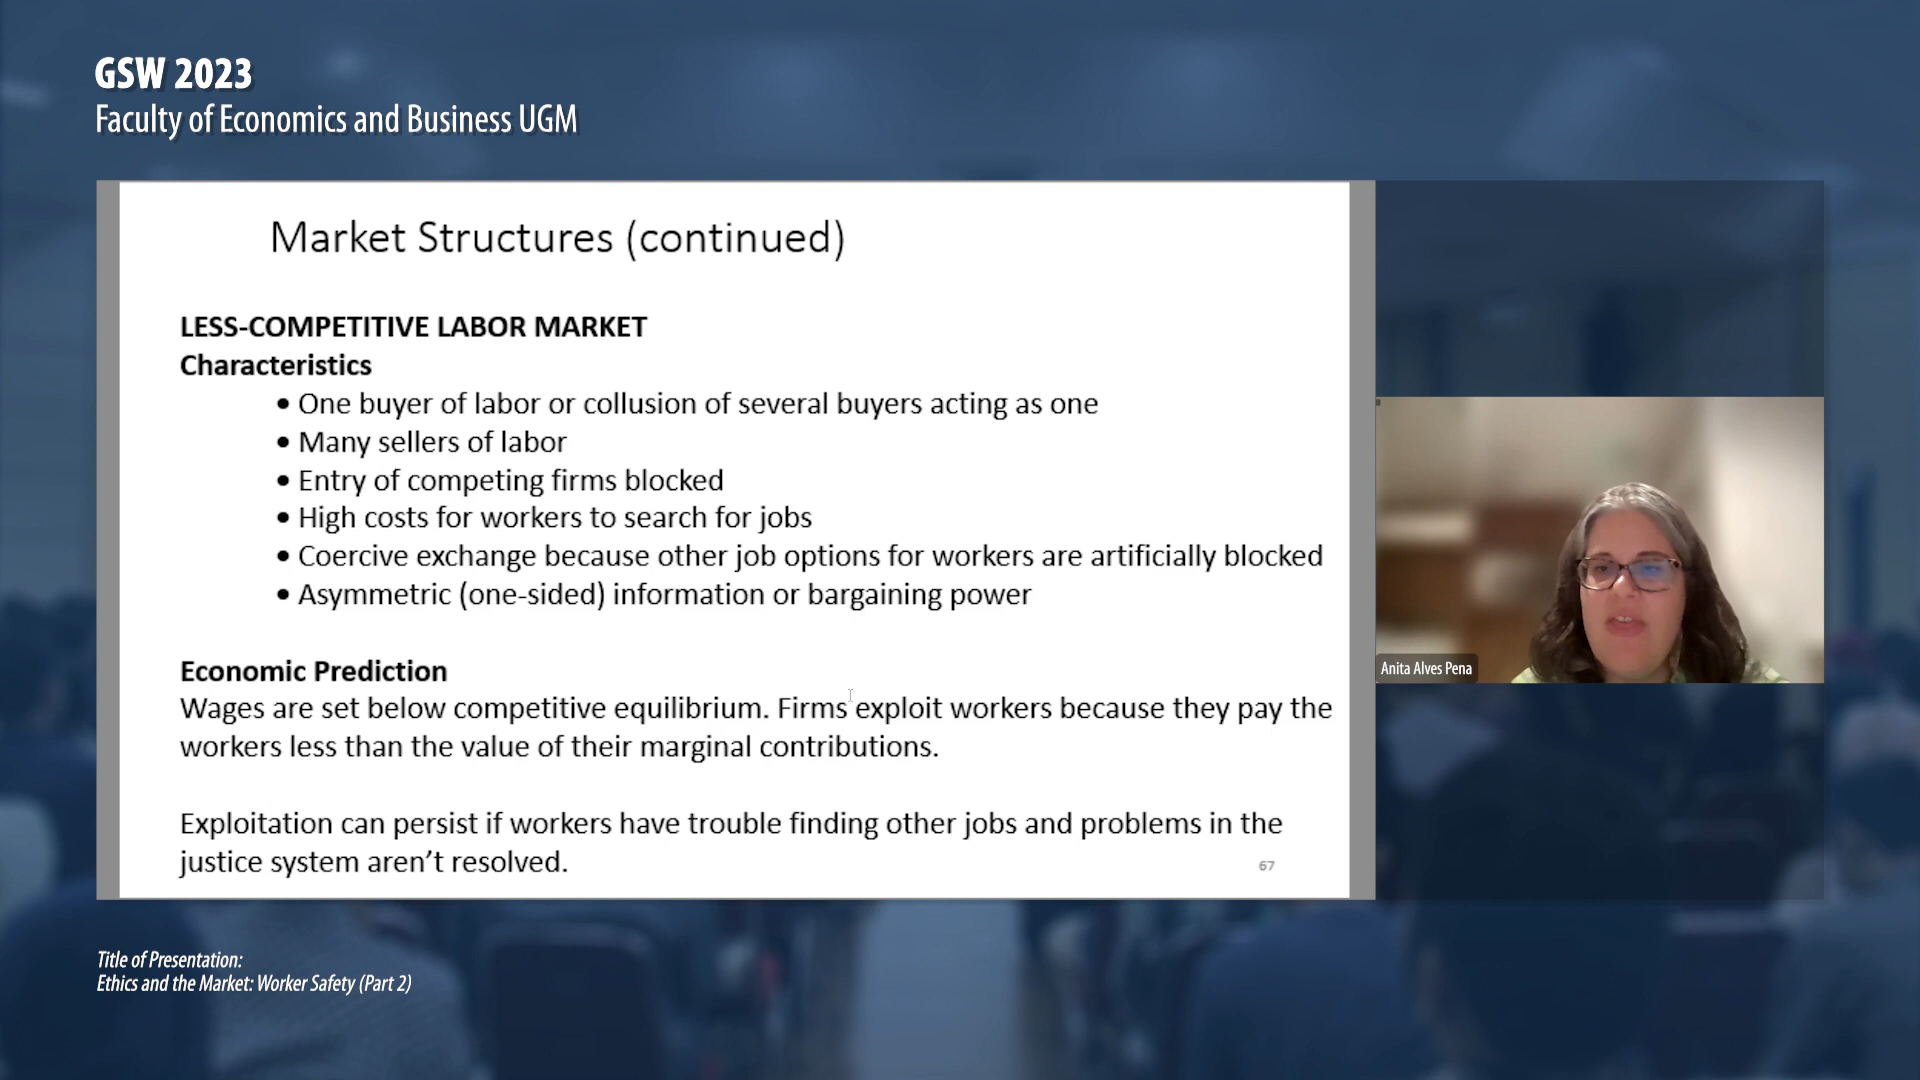 GSW 2023
Faculty of Economics and Business UGM
Market Structures (continued)
LESS-COMPETITIVE LABOR MARKET
Characteristics
• One buyer of labor or collusion of several buyers acting as one
• Many sellers of labor
• Entry of competing firms blocked
• High costs for workers to search for jobs
• Coercive exchange because other job options for workers are artificially blocked
• Asymmetric (one-sided) information or bargaining power
Economic Prediction
Wages are set below competitive equilibrium. Firms exploit workers because they pay the
workers less than the value of their marginal contributions.
Exploitation can persist if workers have trouble finding other jobs and problems in the
justice system aren’t resolved.
67
Anita Alves Pena
Title of Presentation:
Ethics and the Market: Worker Safety (Part 2)